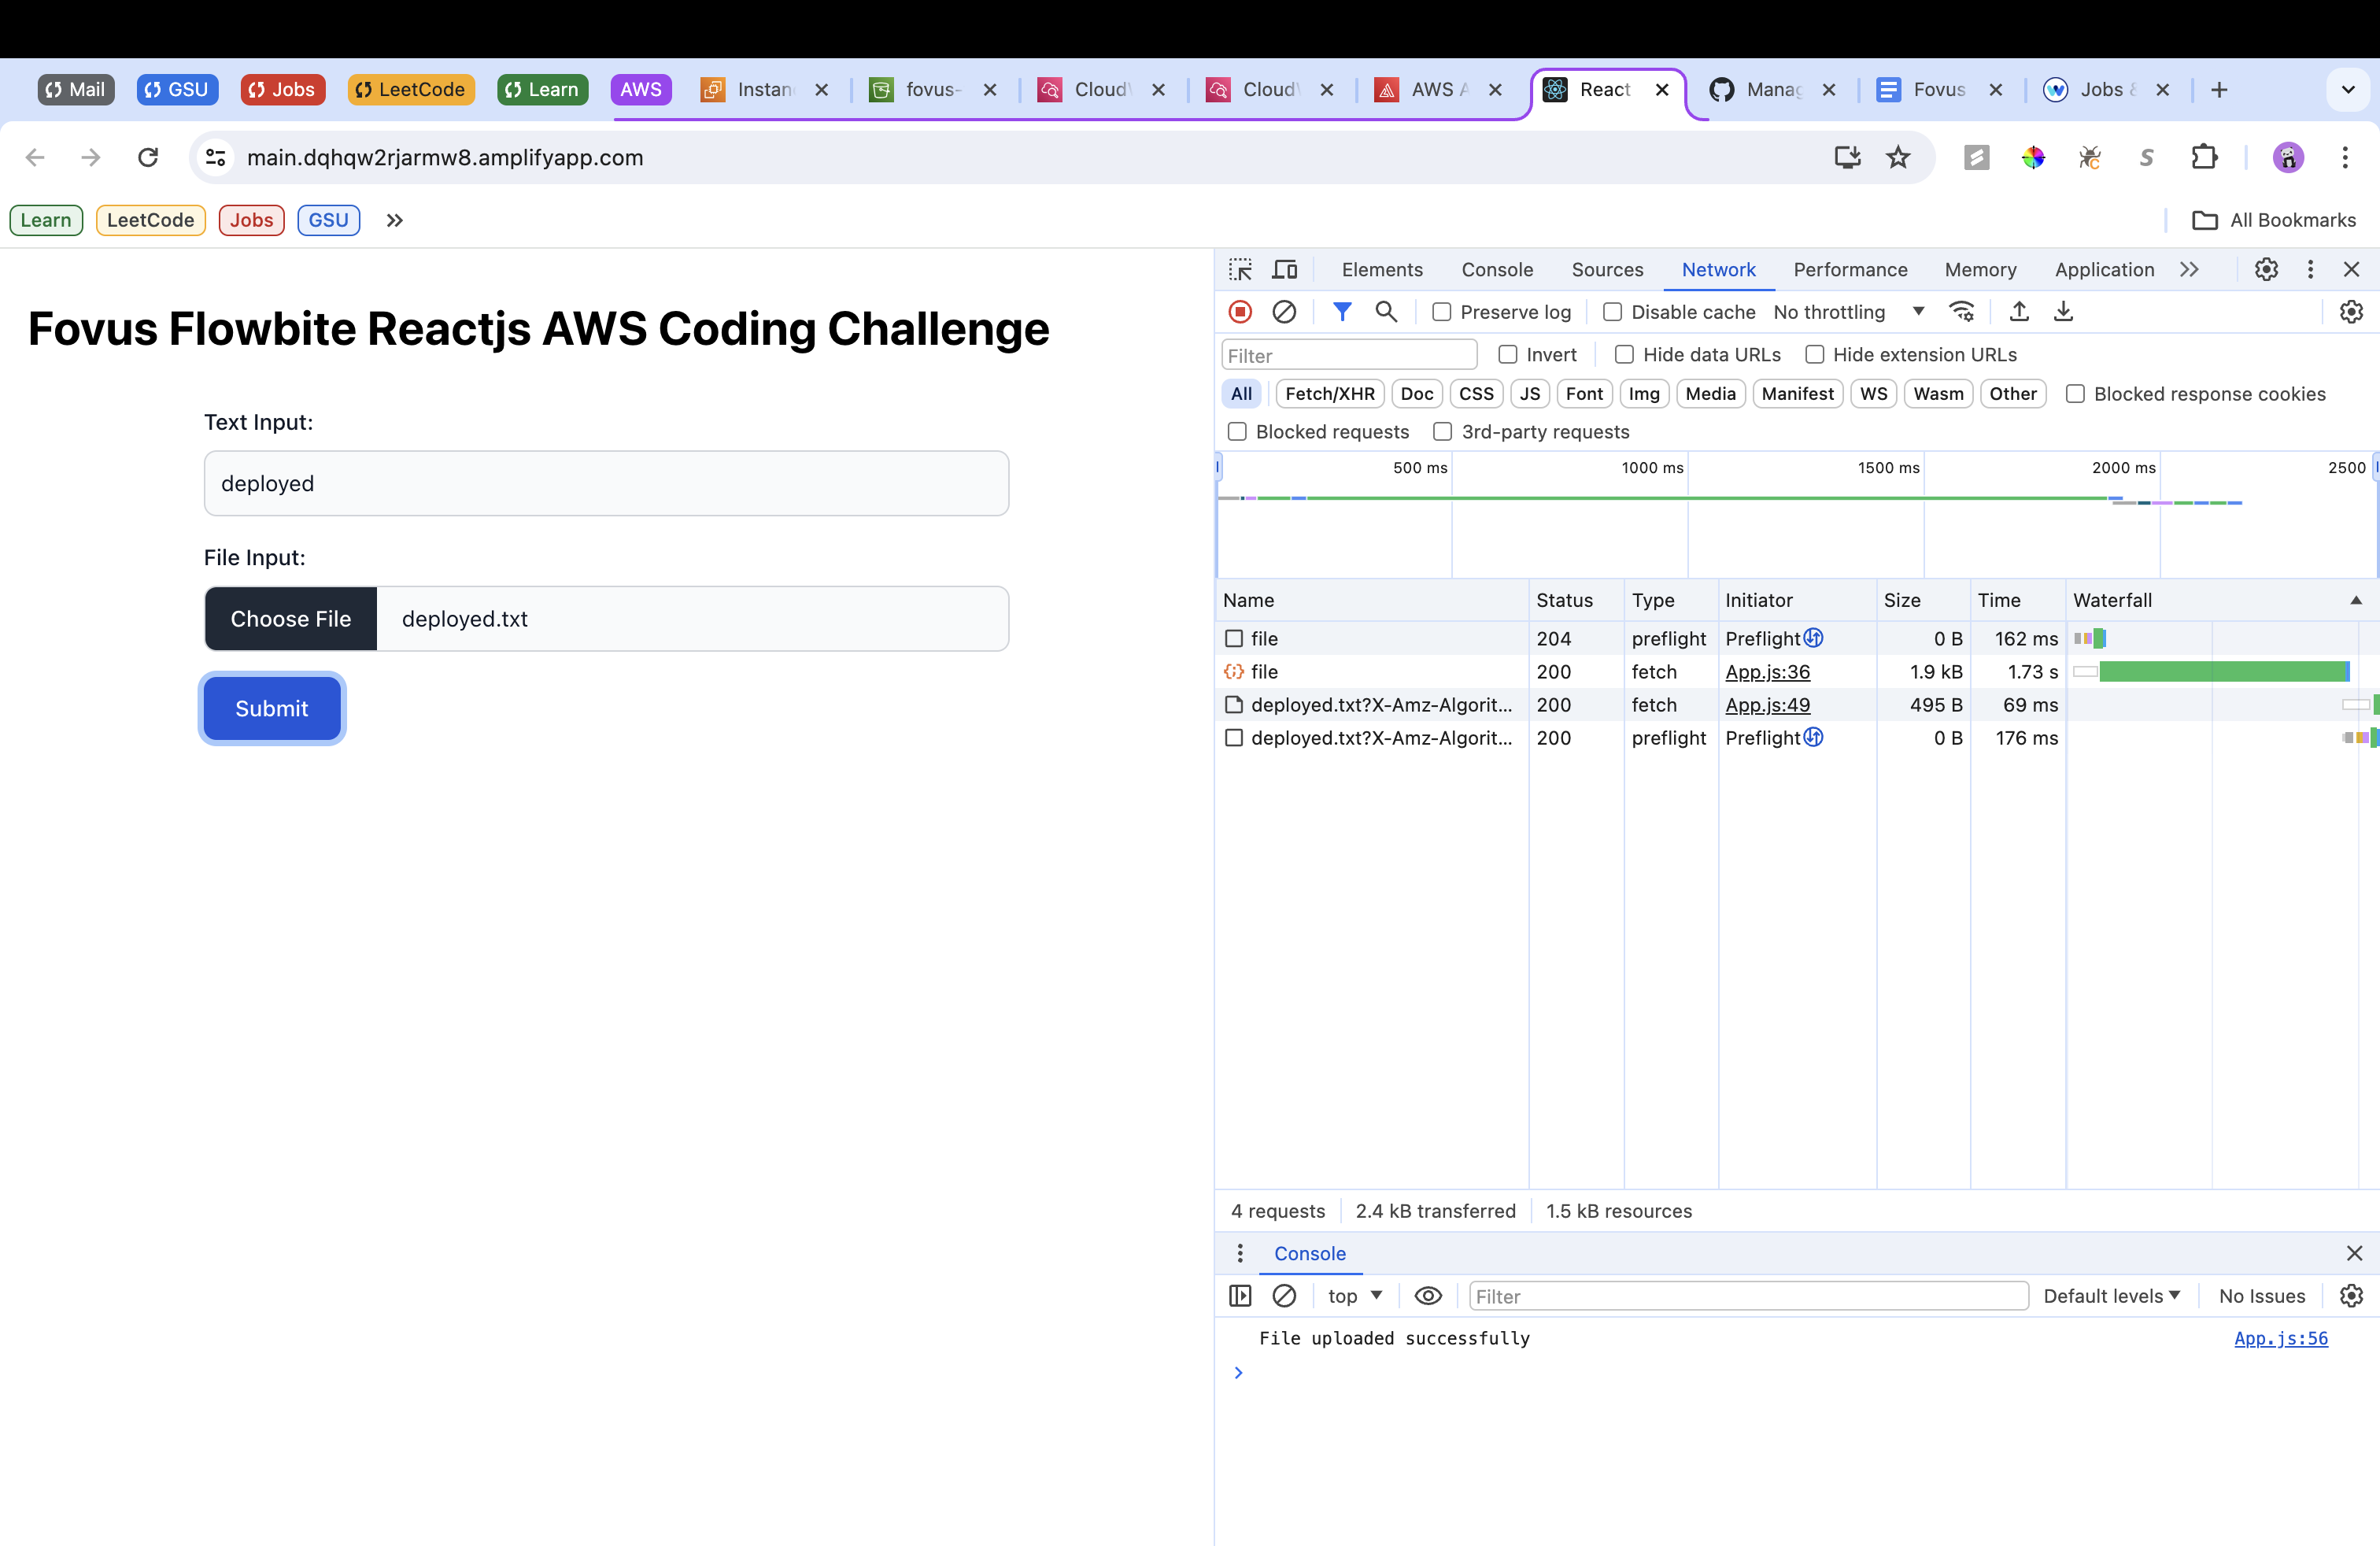 Mail GSU Jobs LeetCode Learn AWS Instan fovus- Cloud Cloud AWS A React Manag Fovus Jobs &
main.dqhqw2rjarmw8.amplifyapp.com
Learn LeetCode Jobs GSU » All Bookmarks
Fovus Flowbite Reactjs AWS Coding Challenge
Text Input:
deployed
File Input:
Choose File deployed.txt
Submit
Elements Console Sources Network Performance Memory Application
Preserve log Disable cache No throttling
Filter Invert Hide data URLs Hide extension URLs
All Fetch/XHR Doc CSS JS Font Img Media Manifest WS Wasm Other Blocked response cookies
Blocked requests 3rd-party requests
500 ms 1000 ms 1500 ms 2000 ms 2500
Name Status Type Initiator Size Time Waterfall
file 204 preflight Preflight 0 B 162 ms
file 200 fetch App.js:36 1.9 kB 1.73 s
deployed.txt?X-Amz-Algorit... 200 fetch App.js:49 495 B 69 ms
deployed.txt?X-Amz-Algorit... 200 preflight Preflight 0 B 176 ms
4 requests 2.4 kB transferred 1.5 kB resources
Console
top Filter Default levels No Issues
File uploaded successfully App.js:56